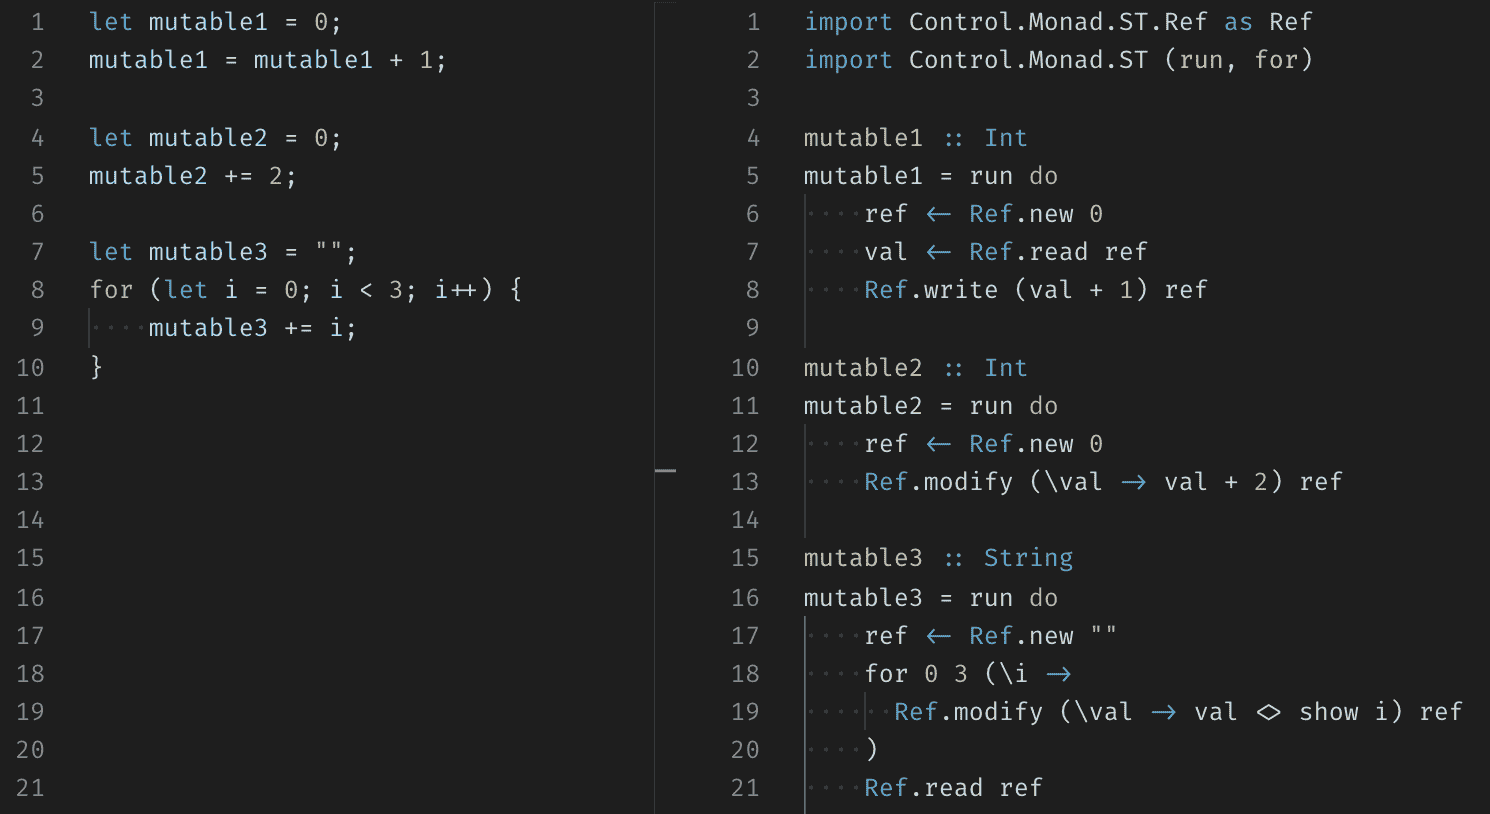 1 let mutable1 = 0;
2 mutable1 = mutable1 + 1;
3
4 let mutable2 = 0;
5 mutable2 += 2;
6
7 let mutable3 = "";
8 for (let i = 0; i < 3; i++) {
9     mutable3 += i;
10 }
11
12
13
14
15
16
17
18
19
20
21
1 import Control.Monad.ST.Ref as Ref
2 import Control.Monad.ST (run, for)
3
4 mutable1 :: Int
5 mutable1 = run do
6     ref <- Ref.new 0
7     val <- Ref.read ref
8     Ref.write (val + 1) ref
9
10 mutable2 :: Int
11 mutable2 = run do
12     ref <- Ref.new 0
13     Ref.modify (\val -> val + 2) ref
14
15 mutable3 :: String
16 mutable3 = run do
17     ref <- Ref.new ""
18     for 0 3 (\i ->
19       Ref.modify (\val -> val <> show i) ref
20     )
21     Ref.read ref